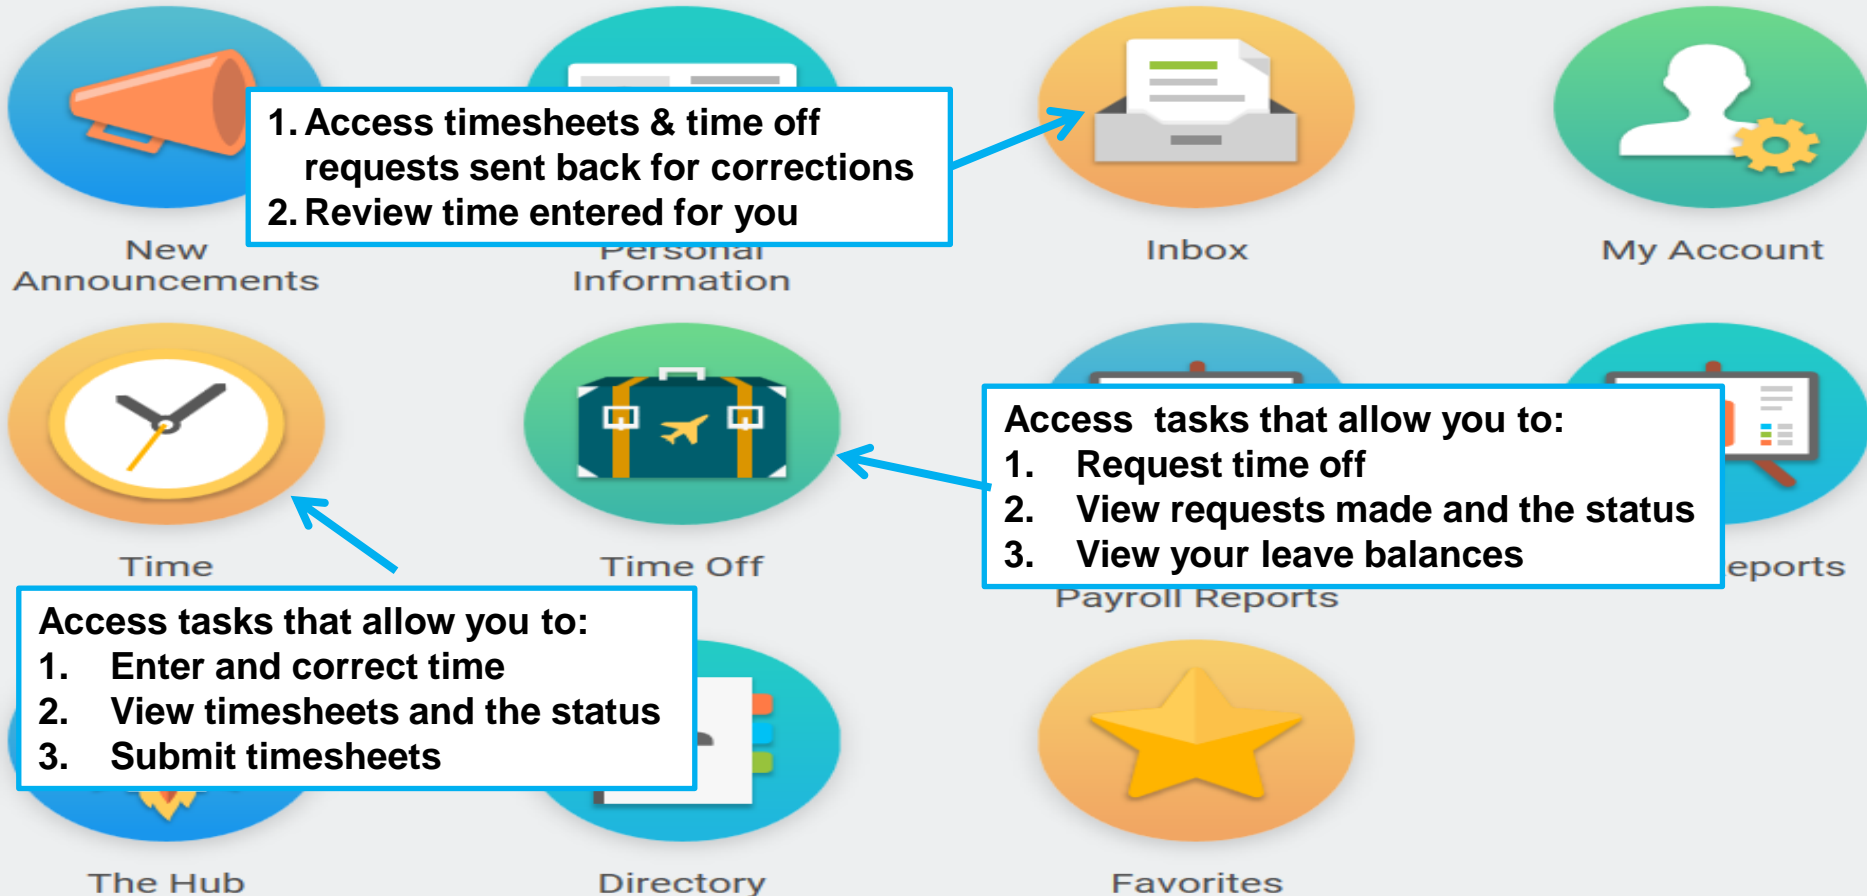 1. Access timesheets & time off
requests sent back for corrections
2. Review time entered for you
New
Announcements
Personal
Information
Inbox
My Account
Access  tasks that allow you to:
1. Request time off
2. View requests made and the status
3. View your leave balances
Time
Time Off
Payroll Reports
eports
Access tasks that allow you to:
1. Enter and correct time
2. View timesheets and the status
3. Submit timesheets
The Hub
Directory
Favorites